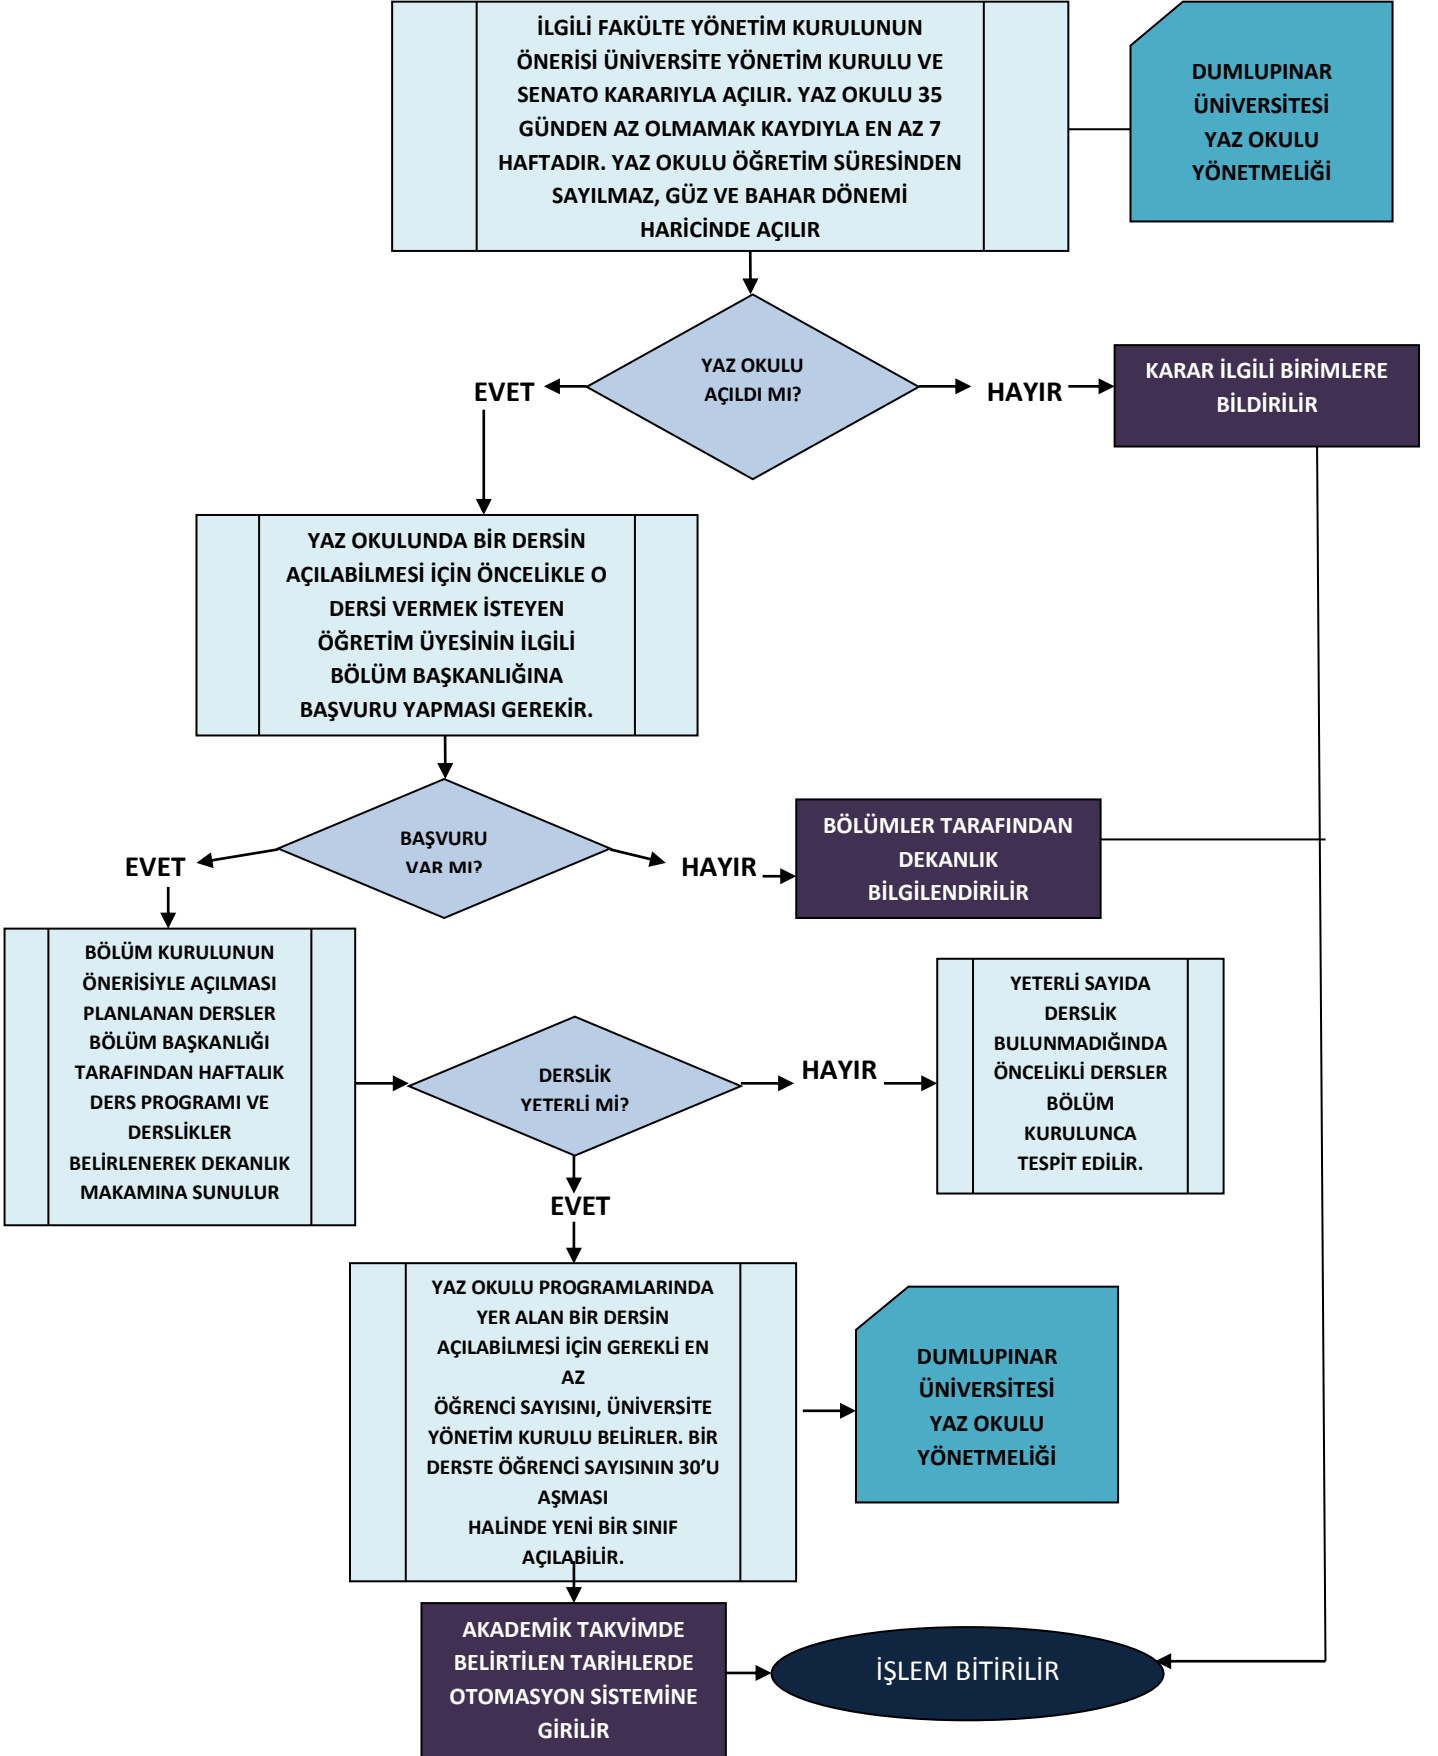 İLGİLİ FAKÜLTE YÖNETİM KURULUNUN
ÖNERİSİ ÜNİVERSİTE YÖNETİM KURULU VE
SENATO KARARIYLA AÇILIR. YAZ OKULU 35
GÜNDEN AZ OLMAMAK KAYDIYLA EN AZ 7
HAFTADIR. YAZ OKULU ÖĞRETİM SÜRESİNDEN
SAYILMAZ, GÜZ VE BAHAR DÖNEMİ
HARİCİNDE AÇILIR
DUMLUPINAR
ÜNİVERSİTESİ
YAZ OKULU
YÖNETMELİĞİ
YAZ OKULU
AÇILDI MI?
EVET
HAYIR
KARAR İLGİLİ BİRİMLERE
BİLDİRİLİR
YAZ OKULUNDA BİR DERSİN
AÇILABİLMESİ İÇİN ÖNCELİKLE O
DERSİ VERMEK İSTEYEN
ÖĞRETİM ÜYESİNİN İLGİLİ
BÖLÜM BAŞKANLIĞINA
BAŞVURU YAPMASI GEREKİR.
BAŞVURU
VAR MI?
EVET
HAYIR
BÖLÜMLER TARAFINDAN
DEKANLIK
BİLGİLENDİRİLİR
BÖLÜM KURULUNUN
ÖNERİSİYLE AÇILMASI
PLANLANAN DERSLER
BÖLÜM BAŞKANLIĞI
TARAFINDAN HAFTALIK
DERS PROGRAMI VE
DERSLİKLER
BELİRLENEREK DEKANLIK
MAKAMINA SUNULUR
DERSLİK
YETERLİ Mİ?
HAYIR
YETERLİ SAYIDA
DERSLİK
BULUNMADIĞINDA
ÖNCELİKLİ DERSLER
BÖLÜM
KURULUNCA
TESPİT EDİLİR.
EVET
YAZ OKULU PROGRAMLARINDA
YER ALAN BİR DERSİN
AÇILABİLMESİ İÇİN GEREKLİ EN
AZ
ÖĞRENCİ SAYISINI, ÜNİVERSİTE
YÖNETİM KURULU BELİRLER. BİR
DERSTE ÖĞRENCİ SAYISININ 30’U
AŞMASI
HALİNDE YENİ BİR SINIF
AÇILABİLİR.
DUMLUPINAR
ÜNİVERSİTESİ
YAZ OKULU
YÖNETMELİĞİ
AKADEMİK TAKVİMDE
BELİRTİLEN TARİHLERDE
OTOMASYON SİSTEMİNE
GİRİLİR
İŞLEM BİTİRİLİR